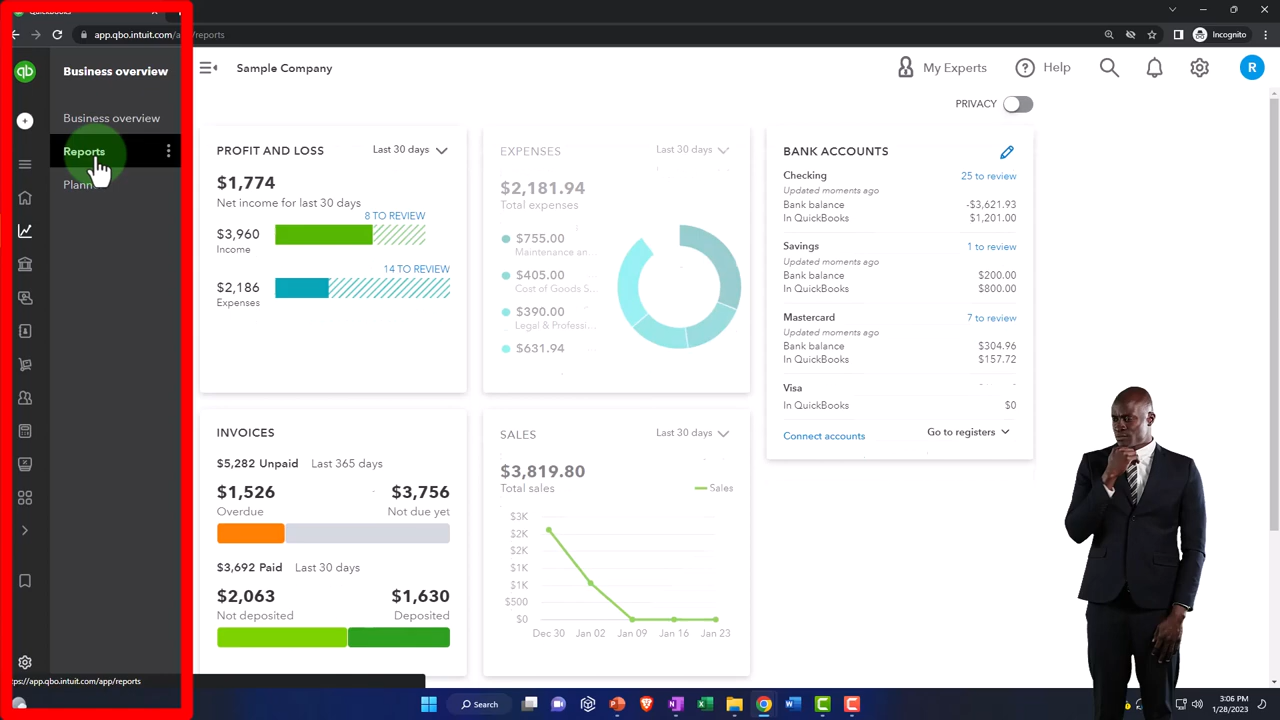 QuickBooks
app.qbo.intuit.com/app/reports
Incognito
qb
Business overview
Business overview
Reports
Sample Company
My Experts
Help
R
PRIVACY
PROFIT AND LOSS
Last 30 days
$1,774
Net income for last 30 days
8 TO REVIEW
$3,960
Income
14 TO REVIEW
$2,186
Expenses
EXPENSES
Last 30 days
$2,181.94
Total expenses
$755.00
Maintenance an...
$405.00
Cost of Goods S...
$390.00
Legal & Professi...
$631.94
BANK ACCOUNTS
Checking 25 to review
Updated moments ago
Bank balance -$3,621.93
In QuickBooks $1,201.00
Savings 1 to review
Updated moments ago
Bank balance $200.00
In QuickBooks $800.00
Mastercard 7 to review
Updated moments ago
Bank balance $304.96
In QuickBooks $157.72
Visa
In QuickBooks $0
Connect accounts Go to registers
INVOICES
$5,282 Unpaid Last 365 days
$1,526 $3,756
Overdue Not due yet
$3,692 Paid Last 30 days
$2,063 $1,630
Not deposited Deposited
SALES
Last 30 days
$3,819.80
Total sales
Sales
$3K
$2K
$2K
$1K
$1K
$500
$0
Dec 30 Jan 02 Jan 09 Jan 16 Jan 23
Search
3:06 PM
1/28/2023